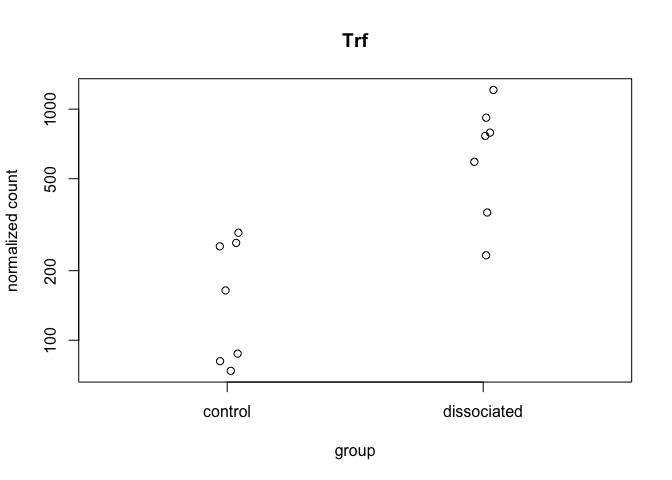 Trf
normalized count
1000
500
200
100
control dissociated
group